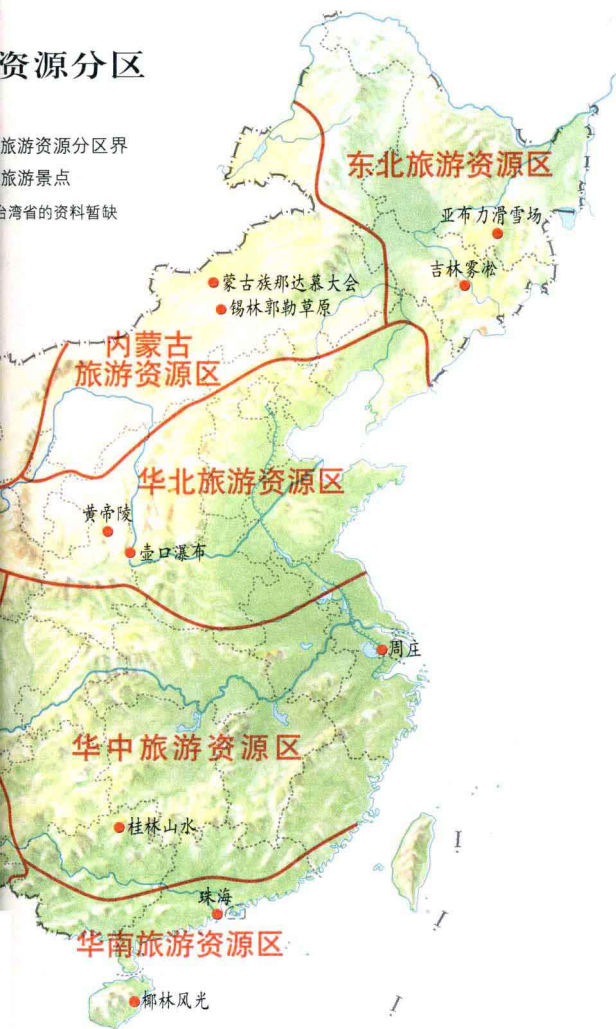 资源分区
旅游资源分区界
旅游景点
台湾省的资料暂缺
东北旅游资源区
亚布力滑雪场
吉林雾凇
蒙古族那达慕大会
锡林郭勒草原
内蒙古
旅游资源区
华北旅游资源区
黄帝陵
壶口瀑布
周庄
华中旅游资源区
桂林山水
珠海
华南旅游资源区
椰林风光